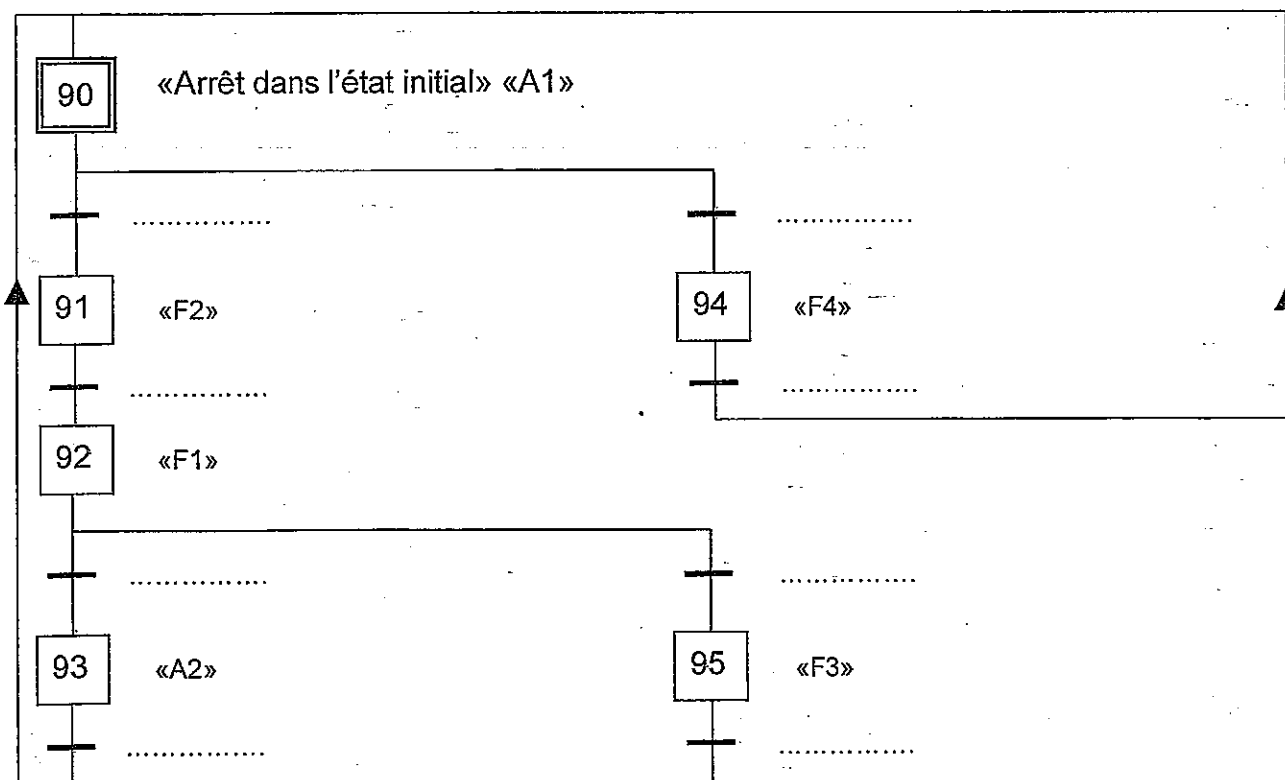 90 «Arrêt dans l'état initial» «A1»
.............. ..............
91 «F2» 94 «F4»
.............. ..............
92 «F1»
.............. ..............
93 «A2» 95 «F3»
.............. ..............